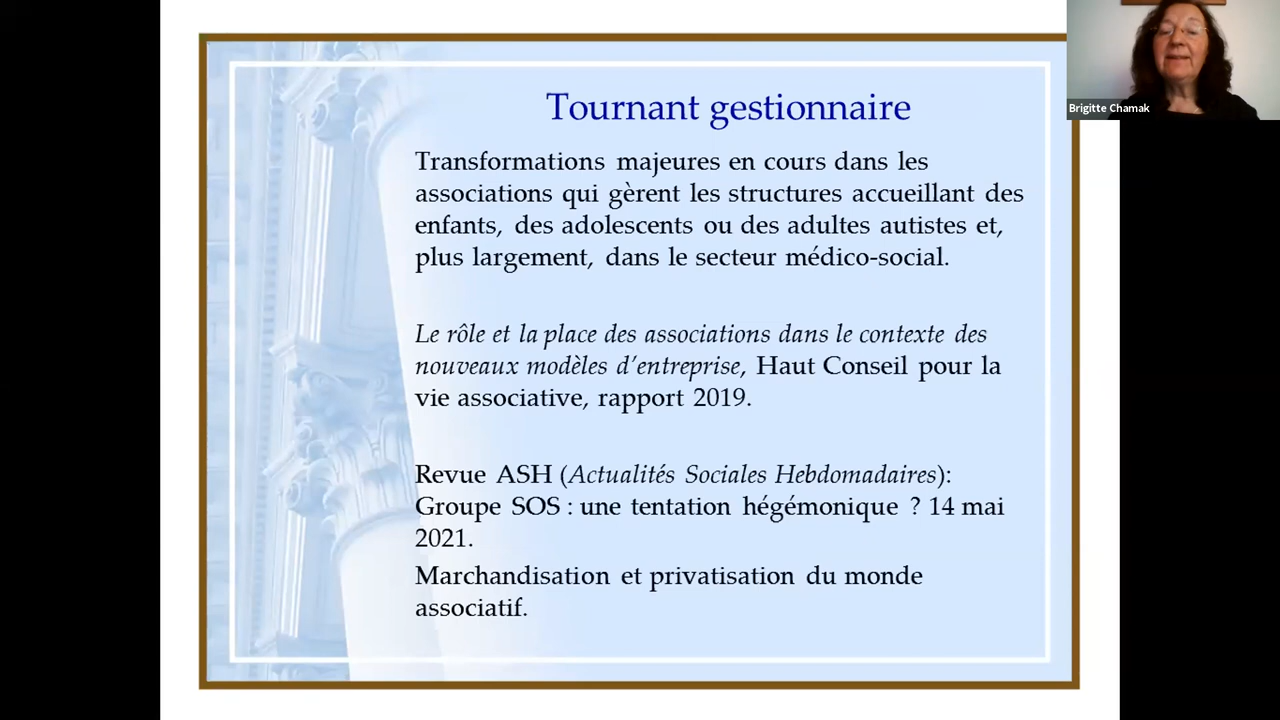 Tournant gestionnaire
Transformations majeures en cours dans les
associations qui gèrent les structures accueillant des
enfants, des adolescents ou des adultes autistes et,
plus largement, dans le secteur médico-social.
Le rôle et la place des associations dans le contexte des
nouveaux modèles d'entreprise, Haut Conseil pour la
vie associative, rapport 2019.
Revue ASH (Actualités Sociales Hebdomadaires):
Groupe SOS : une tentation hégémonique ? 14 mai
2021.
Marchandisation et privatisation du monde
associatif.
Brigitte Chamak